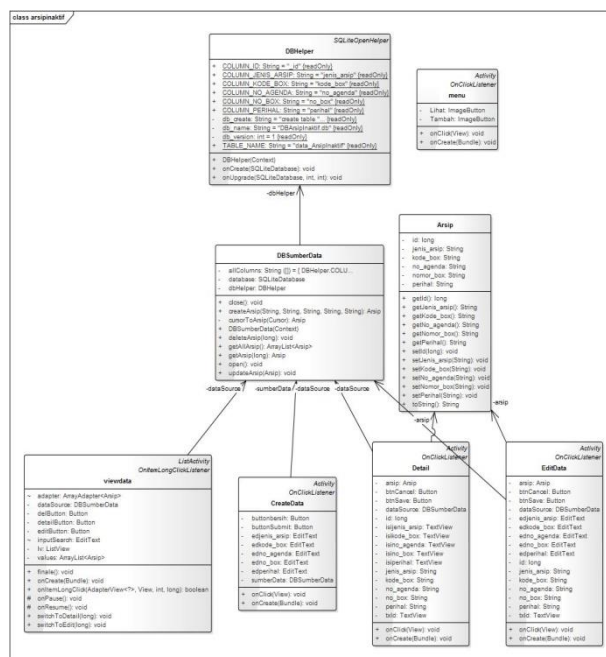 class arsipinaktif
SQLiteOpenHelper
DBHelper
+ COLUMN_ID: String = "_id" {readOnly}
+ COLUMN_JENIS_ARSIP: String = "jenis_arsip" {readOnly}
+ COLUMN_KODE_BOX: String = "kode_box" {readOnly}
+ COLUMN_NO_AGENDA: String = "no_agenda" {readOnly}
+ COLUMN_NO_BOX: String = "no_box" {readOnly}
+ COLUMN_PERIHAL: String = "perihal" {readOnly}
- db_create: String = "create table "... {readOnly}
- db_name: String = "DBArsipInaktif.db" {readOnly}
- db_version: int = 1 {readOnly}
+ TABLE_NAME: String = "data_ArsipInaktif" {readOnly}
+ DBHelper(Context)
+ onCreate(SQLiteDatabase): void
+ onUpgrade(SQLiteDatabase, int, int): void
Activity
OnClickListener
menu
- Lihat: ImageButton
- Tambah: ImageButton
+ onClick(View): void
+ onCreate(Bundle): void
-dbHelper
DBSumberData
- allColumns: String ([]) = { DBHelper.COLU...
- database: SQLiteDatabase
- dbHelper: DBHelper
+ close(): void
+ createArsip(String, String, String, String, String): Arsip
- cursorToArsip(Cursor): Arsip
+ DBSumberData(Context)
+ deleteArsip(long): void
+ getAllArsip(): ArrayList<Arsip>
+ getArsip(long): Arsip
+ open(): void
+ updateArsip(Arsip): void
Arsip
- id: long
- jenis_arsip: String
- kode_box: String
- no_agenda: String
- nomor_box: String
- perihal: String
+ getId(): long
+ getJenis_arsip(): String
+ getKode_box(): String
+ getNo_agenda(): String
+ getNomor_box(): String
+ getPerihal(): String
+ setId(long): void
+ setJenis_arsip(String): void
+ setKode_box(String): void
+ setNo_agenda(String): void
+ setNomor_box(String): void
+ setPerihal(String): void
+ toString(): String
-dataSource -sumberData -dataSource -dataSource
-arsip
-arsip
ListActivity
OnItemLongClickListener
viewdata
~ adapter: ArrayAdapter<Arsip>
- dataSource: DBSumberData
- delButton: Button
- detailButton: Button
- editButton: Button
~ inputSearch: EditText
- lv: ListView
- values: ArrayList<Arsip>
+ finale(): void
+ onCreate(Bundle): void
+ onItemLongClick(AdapterView<?>, View, int, long): boolean
# onPause(): void
# onResume(): void
+ switchToDetail(long): void
+ switchToEdit(long): void
Activity
OnClickListener
CreateData
- buttonbersih: Button
- buttonSubmit: Button
- edjenis_arsip: EditText
- edkode_box: EditText
- edno_agenda: EditText
- edno_box: EditText
- edperihal: EditText
- sumberData: DBSumberData
+ onClick(View): void
+ onCreate(Bundle): void
Activity
OnClickListener
Detail
- arsip: Arsip
- btnCancel: Button
- btnSave: Button
- dataSource: DBSumberData
- id: long
- isijenis_arsip: TextView
- isikode_box: TextView
- isino_agenda: TextView
- isino_box: TextView
- isiperihal: TextView
- jenis_arsip: String
- kode_box: String
- no_agenda: String
- no_box: String
- perihal: String
- txId: TextView
+ onClick(View): void
+ onCreate(Bundle): void
Activity
OnClickListener
EditData
- arsip: Arsip
- btnCancel: Button
- btnSave: Button
- dataSource: DBSumberData
- edjenis_arsip: EditText
- edkode_box: EditText
- edno_agenda: EditText
- edno_box: EditText
- edperihal: EditText
- id: long
- jenis_arsip: String
- kode_box: String
- no_agenda: String
- no_box: String
- perihal: String
- txId: TextView
+ onClick(View): void
+ onCreate(Bundle): void